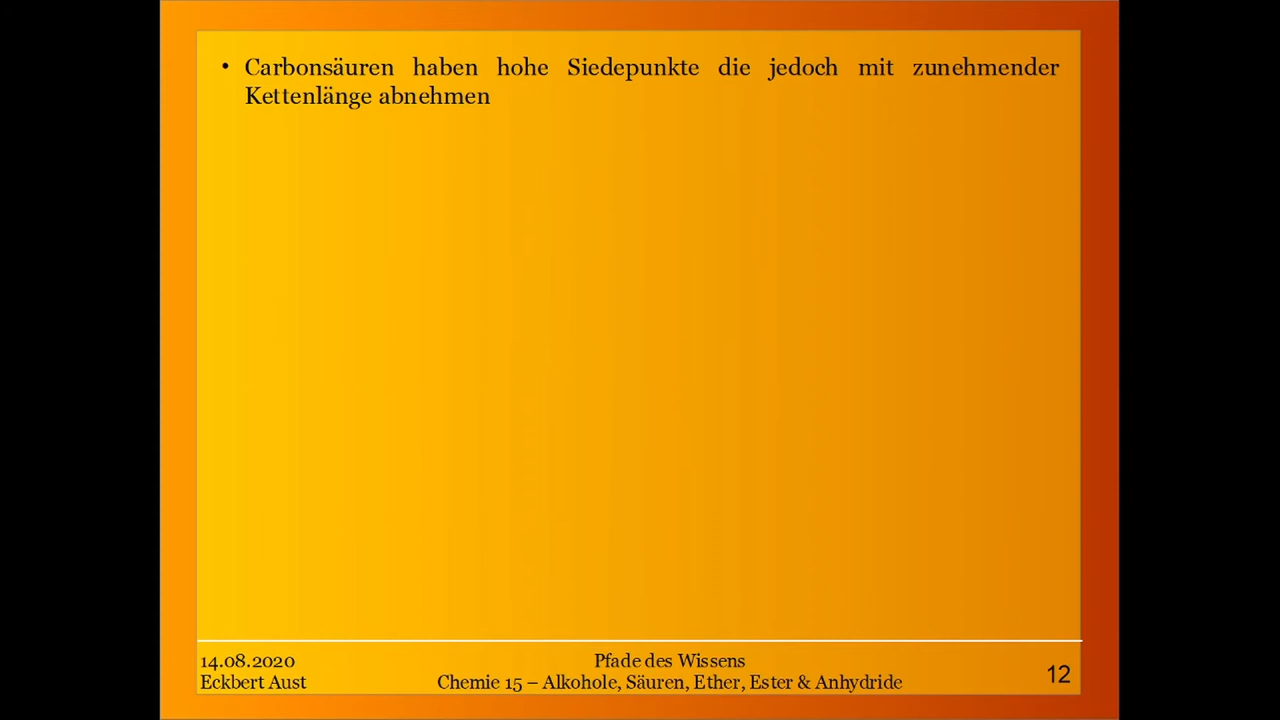 • Carbonsäuren haben hohe Siedepunkte die jedoch mit zunehmender
Kettenlänge abnehmen
14.08.2020
Eckbert Aust
Pfade des Wissens
Chemie 15 – Alkohole, Säuren, Ether, Ester & Anhydride
12